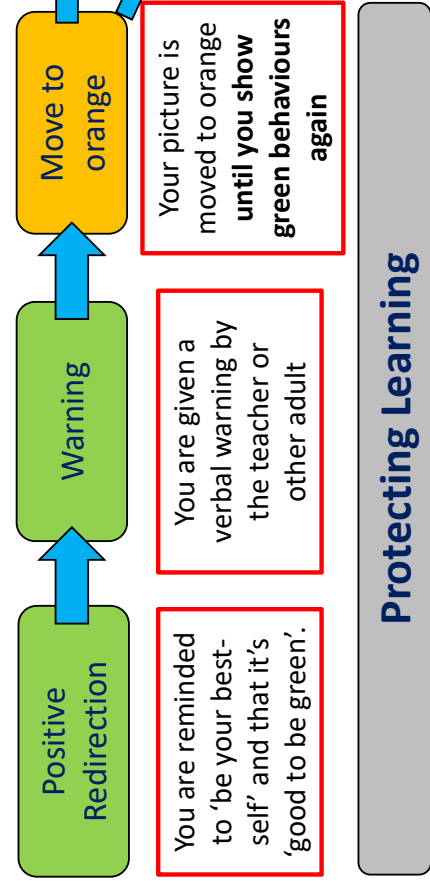 Positive
Redirection
Warning
Move to
orange
You are reminded
to ‘be your best-
self’ and that it’s
‘good to be green’.
You are given a
verbal warning by
the teacher or
other adult
Your picture is
moved to orange
until you show
green behaviours
again
Protecting Learning